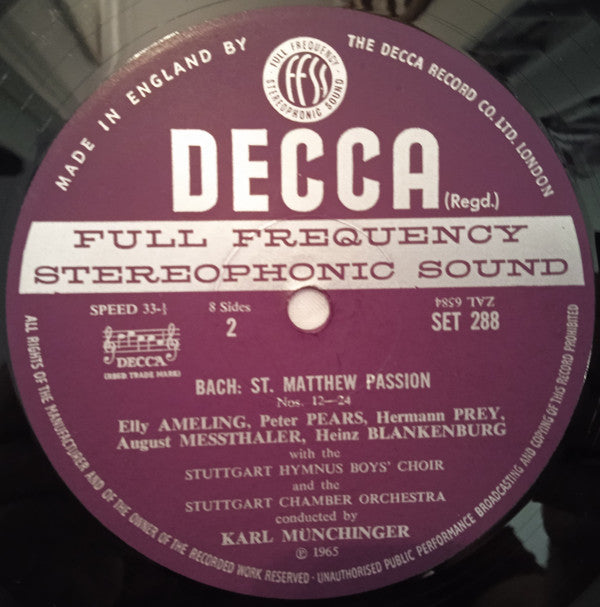 MADE IN ENGLAND BY
THE DECCA RECORD CO. LTD. LONDON
FULL FREQUENCY
ffss
STEREOPHONIC SOUND
DECCA (Regd.)
FULL FREQUENCY
STEREOPHONIC SOUND
SPEED 33-⅓
8 Sides
ZAL 6584
2
SET 288
DECCA
(REGD TRADE MARK)
BACH: ST. MATTHEW PASSION
Nos. 12—24
Elly AMELING, Peter PEARS, Hermann PREY,
August MESSTHALER, Heinz BLANKENBURG
with the
STUTTGART HYMNUS BOYS' CHOIR
and the
STUTTGART CHAMBER ORCHESTRA
conducted by
KARL MÜNCHINGER
℗ 1965
ALL RIGHTS OF THE MANUFACTURER AND OF THE OWNER OF THE RECORDED WORK RESERVED · UNAUTHORISED PUBLIC PERFORMANCE BROADCASTING AND COPYING OF THIS RECORD PROHIBITED